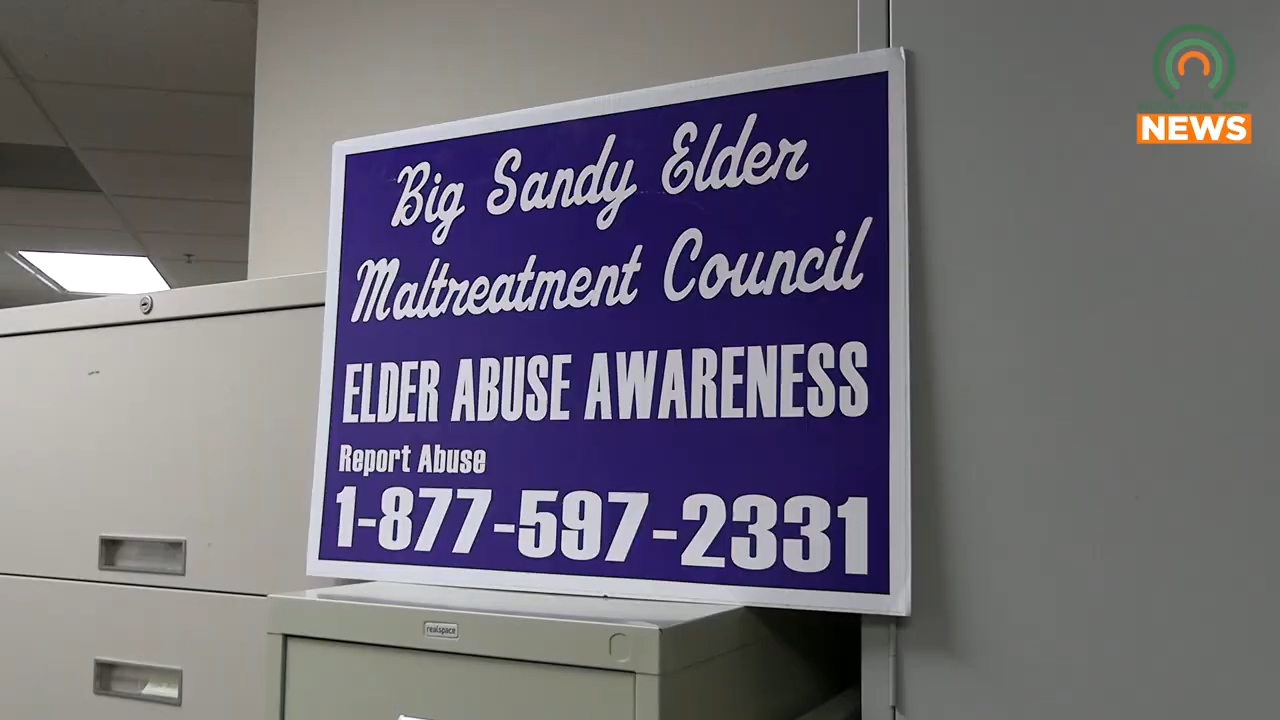 Big Sandy Elder
Maltreatment Council
ELDER ABUSE AWARENESS
Report Abuse
1-877-597-2331
realspace
NEWS